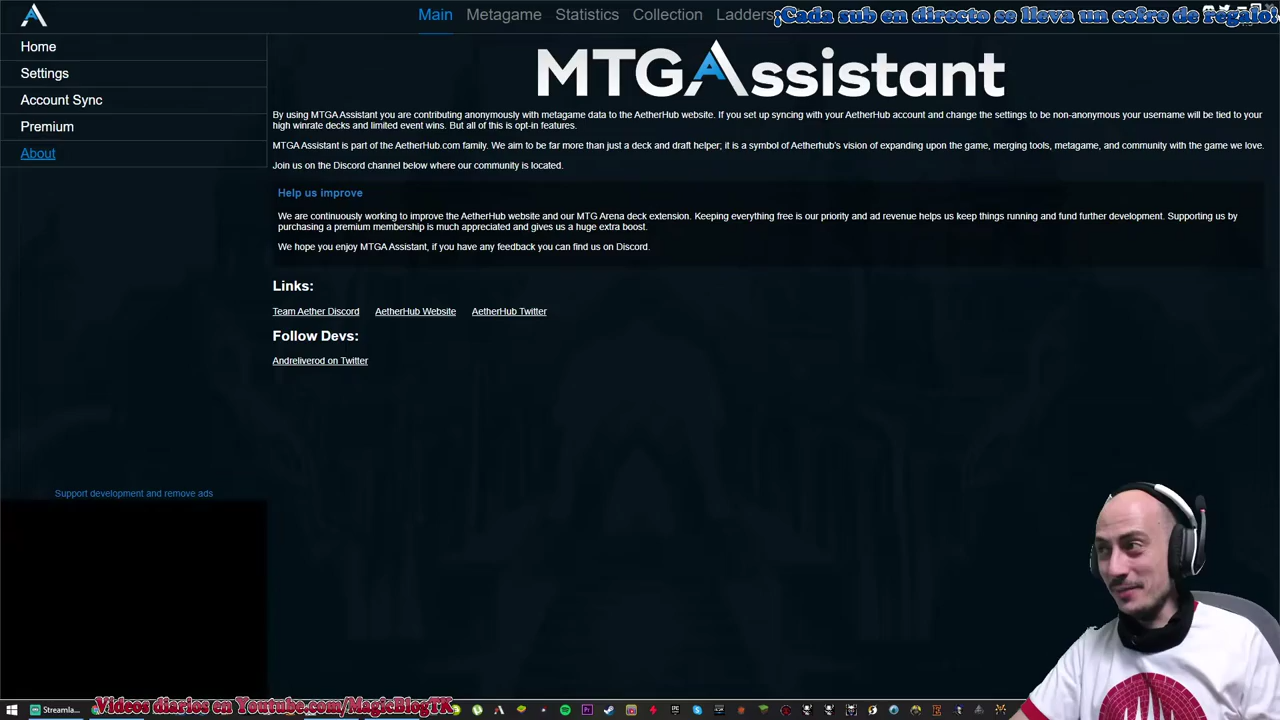 Main Metagame Statistics Collection Ladders
¡Cada sub en directo se lleva un cofre de regalo!
Home
Settings
Account Sync
Premium
About
MTGAssistant
By using MTGA Assistant you are contributing anonymously with metagame data to the AetherHub website. If you set up syncing with your AetherHub account and change the settings to be non-anonymous your username will be tied to your
high winrate decks and limited event wins. But all of this is opt-in features.
MTGA Assistant is part of the AetherHub.com family. We aim to be far more than just a deck and draft helper; it is a symbol of Aetherhub's vision of expanding upon the game, merging tools, metagame, and community with the game we love.
Join us on the Discord channel below where our community is located.
Help us improve
We are continuously working to improve the AetherHub website and our MTG Arena deck extension. Keeping everything free is our priority and ad revenue helps us keep things running and fund further development. Supporting us by
purchasing a premium membership is much appreciated and gives us a huge extra boost.
We hope you enjoy MTGA Assistant, if you have any feedback you can find us on Discord.
Links:
Team Aether Discord AetherHub Website AetherHub Twitter
Follow Devs:
Andreliverod on Twitter
Support development and remove ads
Streamla...
Videos diarios en Youtube.com/MagicBlogTK